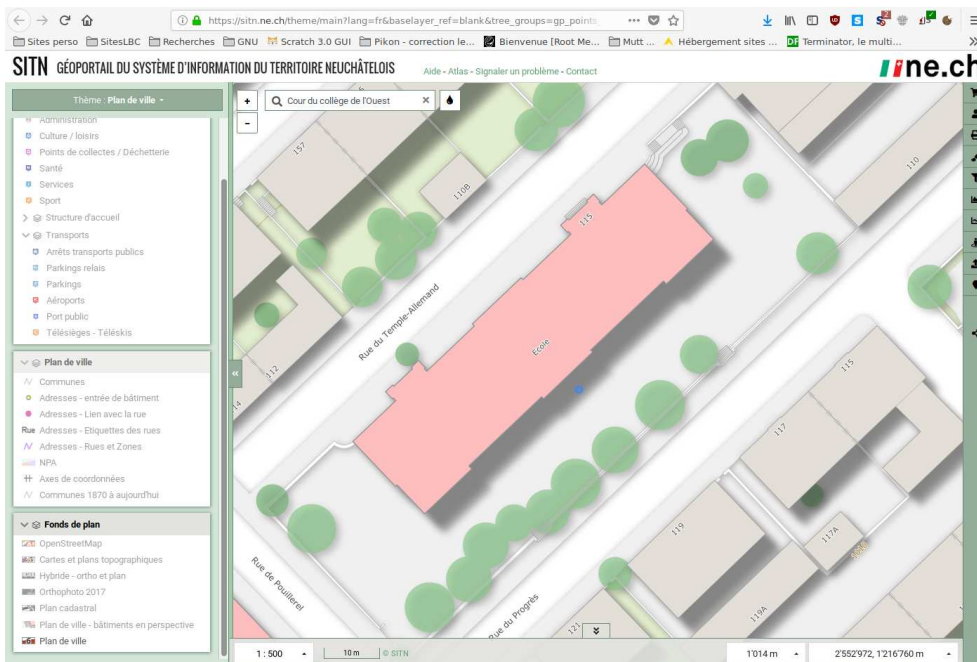 https://sitn.ne.ch/theme/main?lang=fr&baselayer_ref=blank&tree_groups=gp_points
Sites perso SitesLBC Recherches GNU Scratch 3.0 GUI Pikon - correction le... Bienvenue [Root Me... Mutt ... Hébergement sites ... DF Terminator, le multi...
SITN GÉOPORTAIL DU SYSTÈME D'INFORMATION DU TERRITOIRE NEUCHÂTELOIS Aide - Atlas - Signaler un problème - Contact ne.ch
Thème : Plan de ville
+ Cour du collège de l'Ouest ×
-
Administration
Culture / loisirs
Points de collectes / Déchetterie
Santé
Services
Sport
Structure d'accueil
Transports
Arrêts transports publics
Parkings relais
Parkings
Aéroports
Port public
Télésièges - Téléskis
Plan de ville
Communes
Adresses - entrée de bâtiment
Adresses - Lien avec la rue
Rue Adresses - Etiquettes des rues
Adresses - Rues et Zones
NPA
Axes de coordonnées
Communes 1870 à aujourd'hui
Fonds de plan
OpenStreetMap
Cartes et plans topographiques
Hybride - ortho et plan
Orthophoto 2017
Plan cadastral
Plan de ville - bâtiments en perspective
Plan de ville
157
110B
110
115
Rue du Temple-Allemand
Ecole
112
114
115
117
119
117A
119A
121
Rue de Pouillerel
Rue du Progrès
1 : 500 10 m © SITN 1'014 m 2'552'972, 1'216'760 m